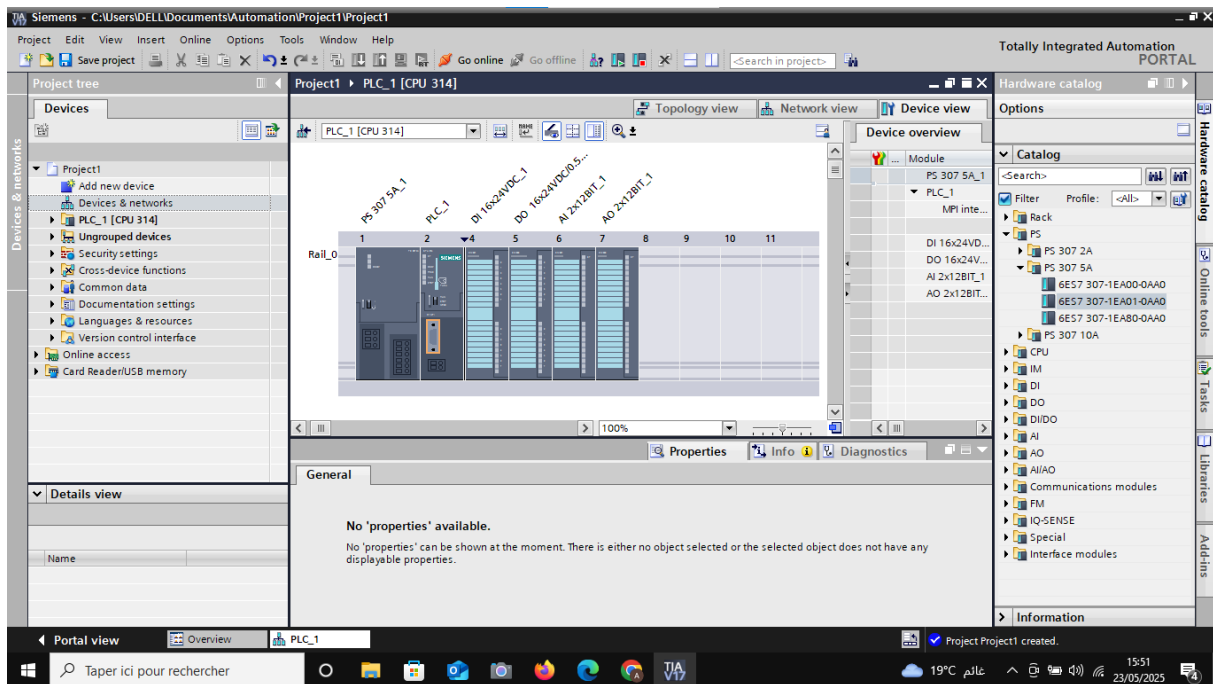 Siemens - C:\Users\DELL\Documents\Automation\Project1\Project1
Project Edit View Insert Online Options Tools Window Help
Totally Integrated Automation
PORTAL
Save project
Go online
Go offline
<Search in project>
Project tree
Devices
Devices & networks
Project1
Add new device
Devices & networks
PLC_1 [CPU 314]
Ungrouped devices
Security settings
Cross-device functions
Common data
Documentation settings
Languages & resources
Version control interface
Online access
Card Reader/USB memory
Details view
Name
Project1 PLC_1 [CPU 314]
Topology view
Network view
Device view
PLC_1 [CPU 314]
PS 307 5A_1
PLC_1
DI 16x24VDC_1
DO 16x24VDC/0.5...
AI 2x12BIT_1
AO 2x12BIT_1
1 2 4 5 6 7 8 9 10 11
Rail_0
SIEMENS
100%
Device overview
... Module
PS 307 5A_1
PLC_1
MPI inte...
DI 16x24VD...
DO 16x24V...
AI 2x12BIT_1
AO 2x12BIT...
Properties
Info
Diagnostics
General
No 'properties' available.
No 'properties' can be shown at the moment. There is either no object selected or the selected object does not have any
displayable properties.
Hardware catalog
Options
Catalog
<Search>
Filter Profile: <All>
Rack
PS
PS 307 2A
PS 307 5A
6ES7 307-1EA00-0AA0
6ES7 307-1EA01-0AA0
6ES7 307-1EA80-0AA0
PS 307 10A
CPU
IM
DI
DO
DI/DO
AI
AO
AI/AO
Communications modules
FM
IQ-SENSE
Special
Interface modules
Information
Hardware catalog
Online tools
Tasks
Libraries
Add-ins
Portal view
Overview
PLC_1
Project Project1 created.
Taper ici pour rechercher
TIA
V17
19°C غائم
15:51
23/05/2025
4